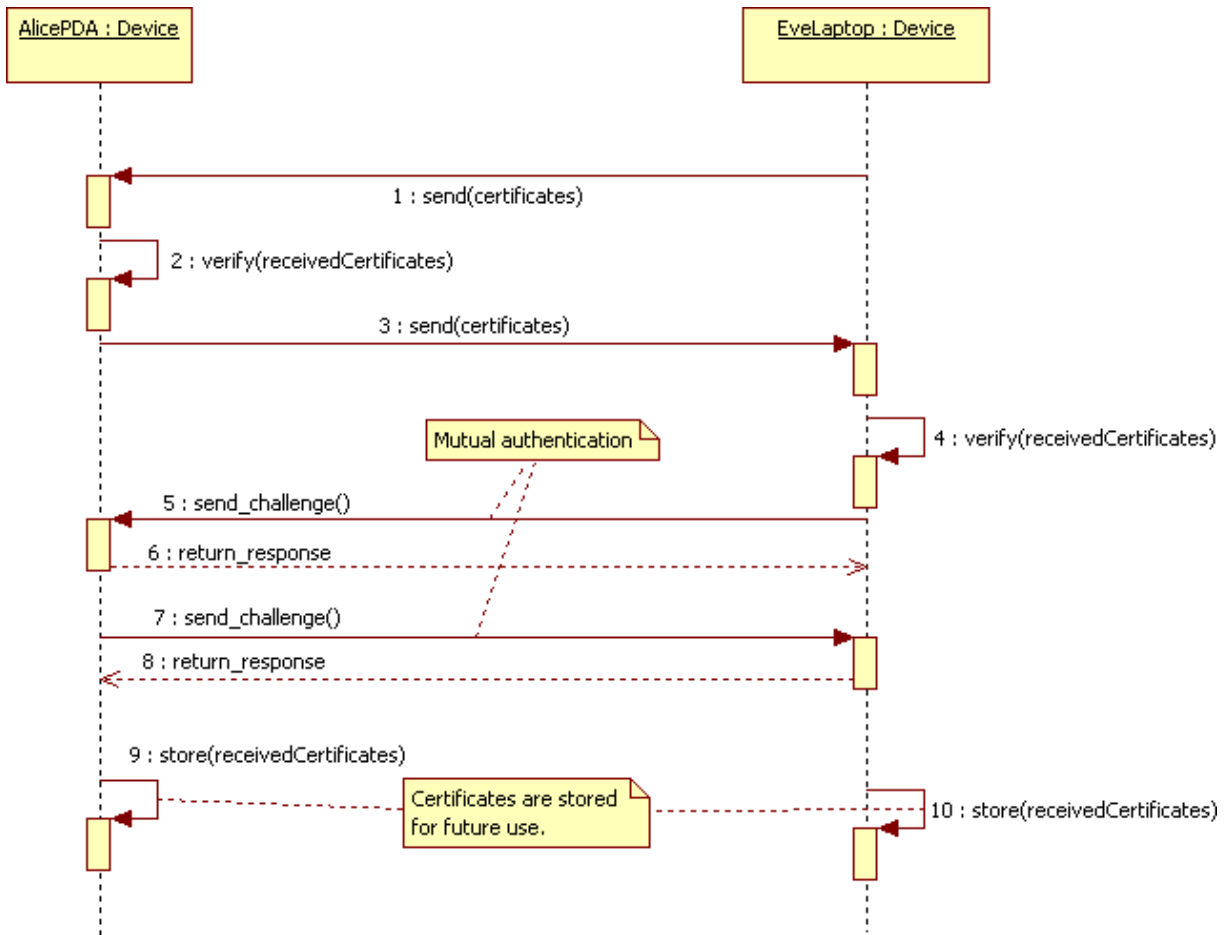 AlicePDA : Device
EveLaptop : Device
1 : send(certificates)
2 : verify(receivedCertificates)
3 : send(certificates)
Mutual authentication
4 : verify(receivedCertificates)
5 : send_challenge()
6 : return_response
7 : send_challenge()
8 : return_response
9 : store(receivedCertificates)
Certificates are stored
for future use.
10 : store(receivedCertificates)